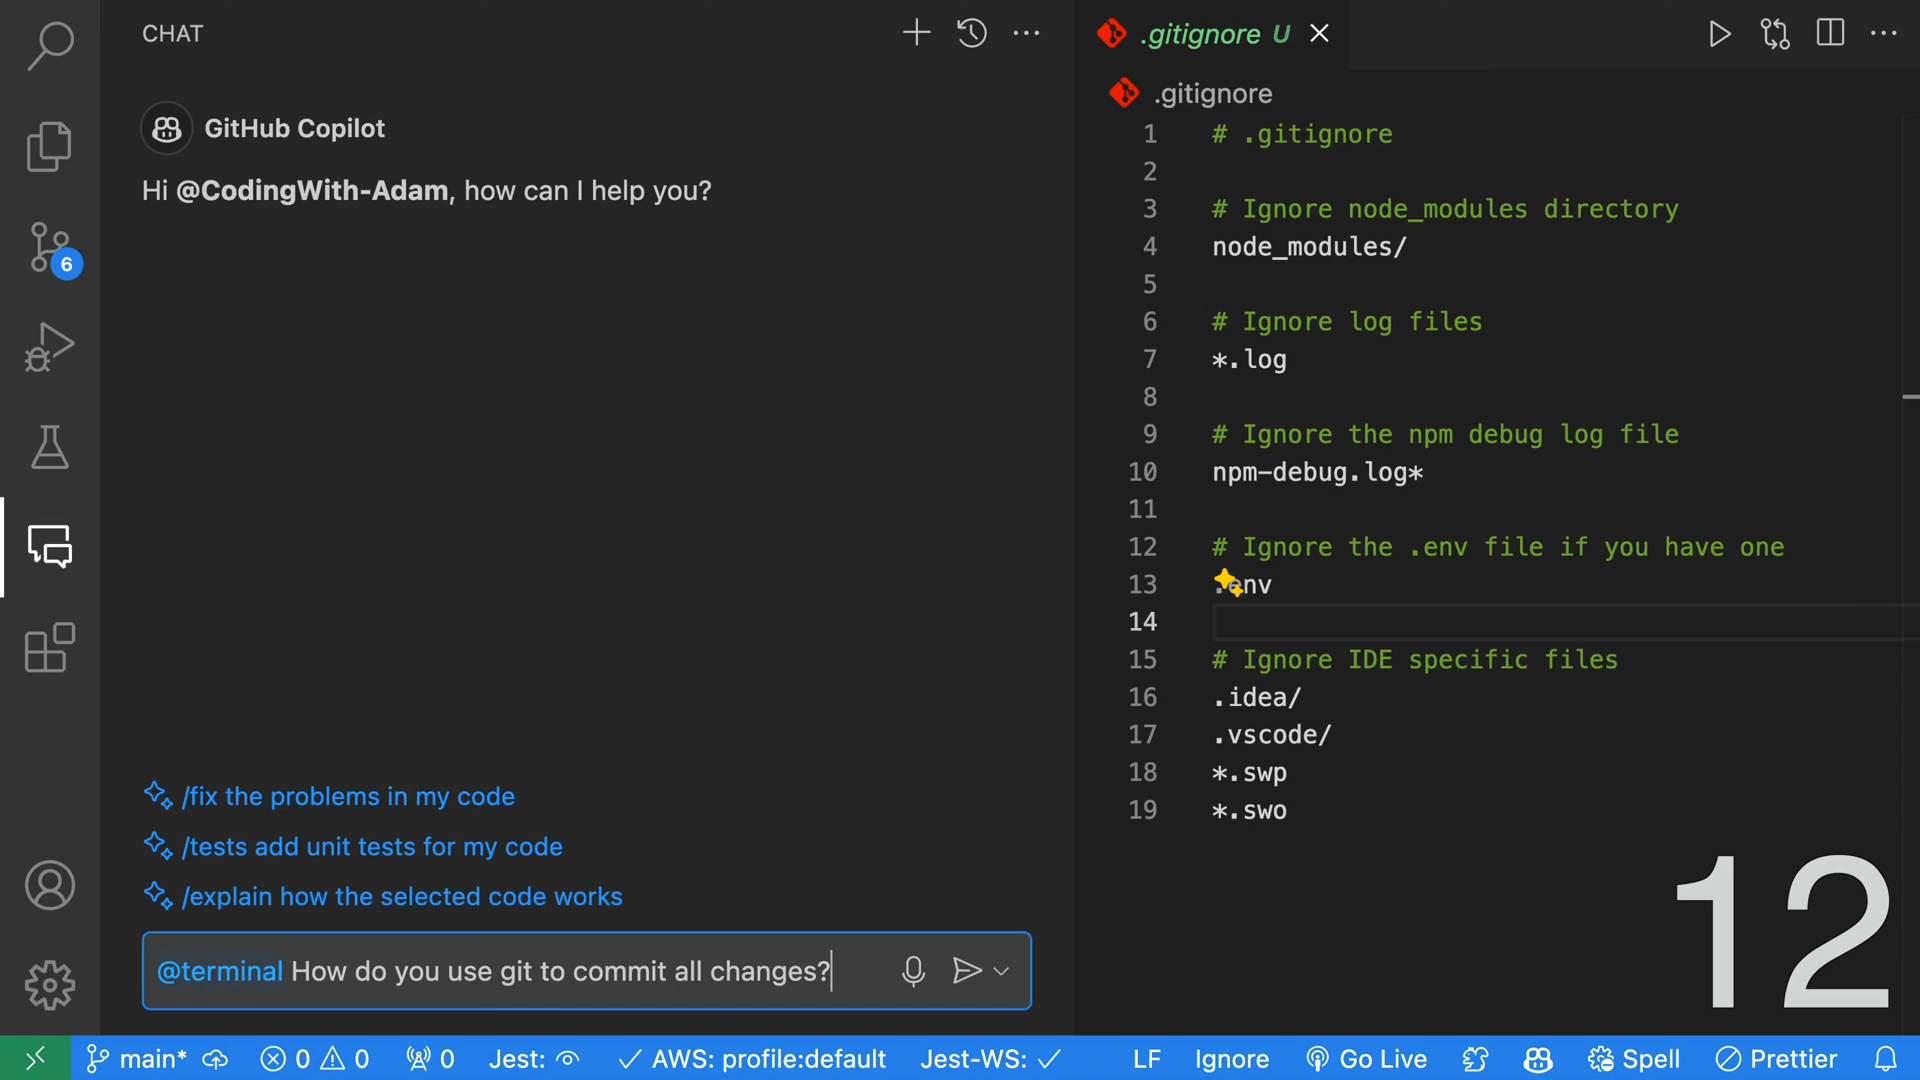 CHAT
GitHub Copilot
Hi @CodingWith-Adam, how can I help you?
/fix the problems in my code
/tests add unit tests for my code
/explain how the selected code works
@terminal How do you use git to commit all changes?
6
.gitignore U
.gitignore
1 # .gitignore
2
3 # Ignore node_modules directory
4 node_modules/
5
6 # Ignore log files
7 *.log
8
9 # Ignore the npm debug log file
10 npm-debug.log*
11
12 # Ignore the .env file if you have one
13 .env
14
15 # Ignore IDE specific files
16 .idea/
17 .vscode/
18 *.swp
19 *.swo
12
main* 0 0 0 Jest: AWS: profile:default Jest-WS: LF Ignore Go Live Spell Prettier